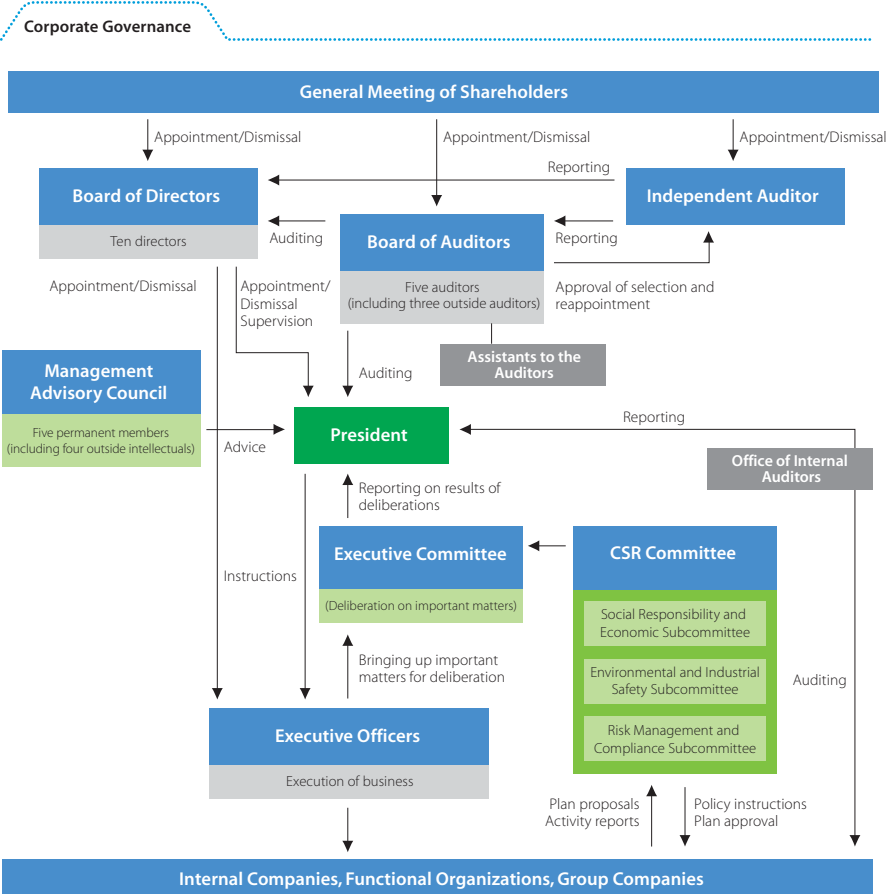 Corporate Governance
General Meeting of Shareholders
Appointment/Dismissal
Appointment/Dismissal
Appointment/Dismissal
Reporting
Board of Directors
Ten directors
Independent Auditor
Auditing
Board of Auditors
Five auditors
(including three outside auditors)
Reporting
Approval of selection and
reappointment
Appointment/Dismissal
Appointment/
Dismissal
Supervision
Assistants to the
Auditors
Auditing
Management
Advisory Council
Five permanent members
(including four outside intellectuals)
Advice
President
Reporting
Office of Internal
Auditors
Reporting on results of
deliberations
Executive Committee
(Deliberation on important matters)
CSR Committee
Social Responsibility and
Economic Subcommittee
Environmental and Industrial
Safety Subcommittee
Risk Management and
Compliance Subcommittee
Instructions
Bringing up important
matters for deliberation
Auditing
Executive Officers
Execution of business
Plan proposals
Activity reports
Policy instructions
Plan approval
Internal Companies, Functional Organizations, Group Companies